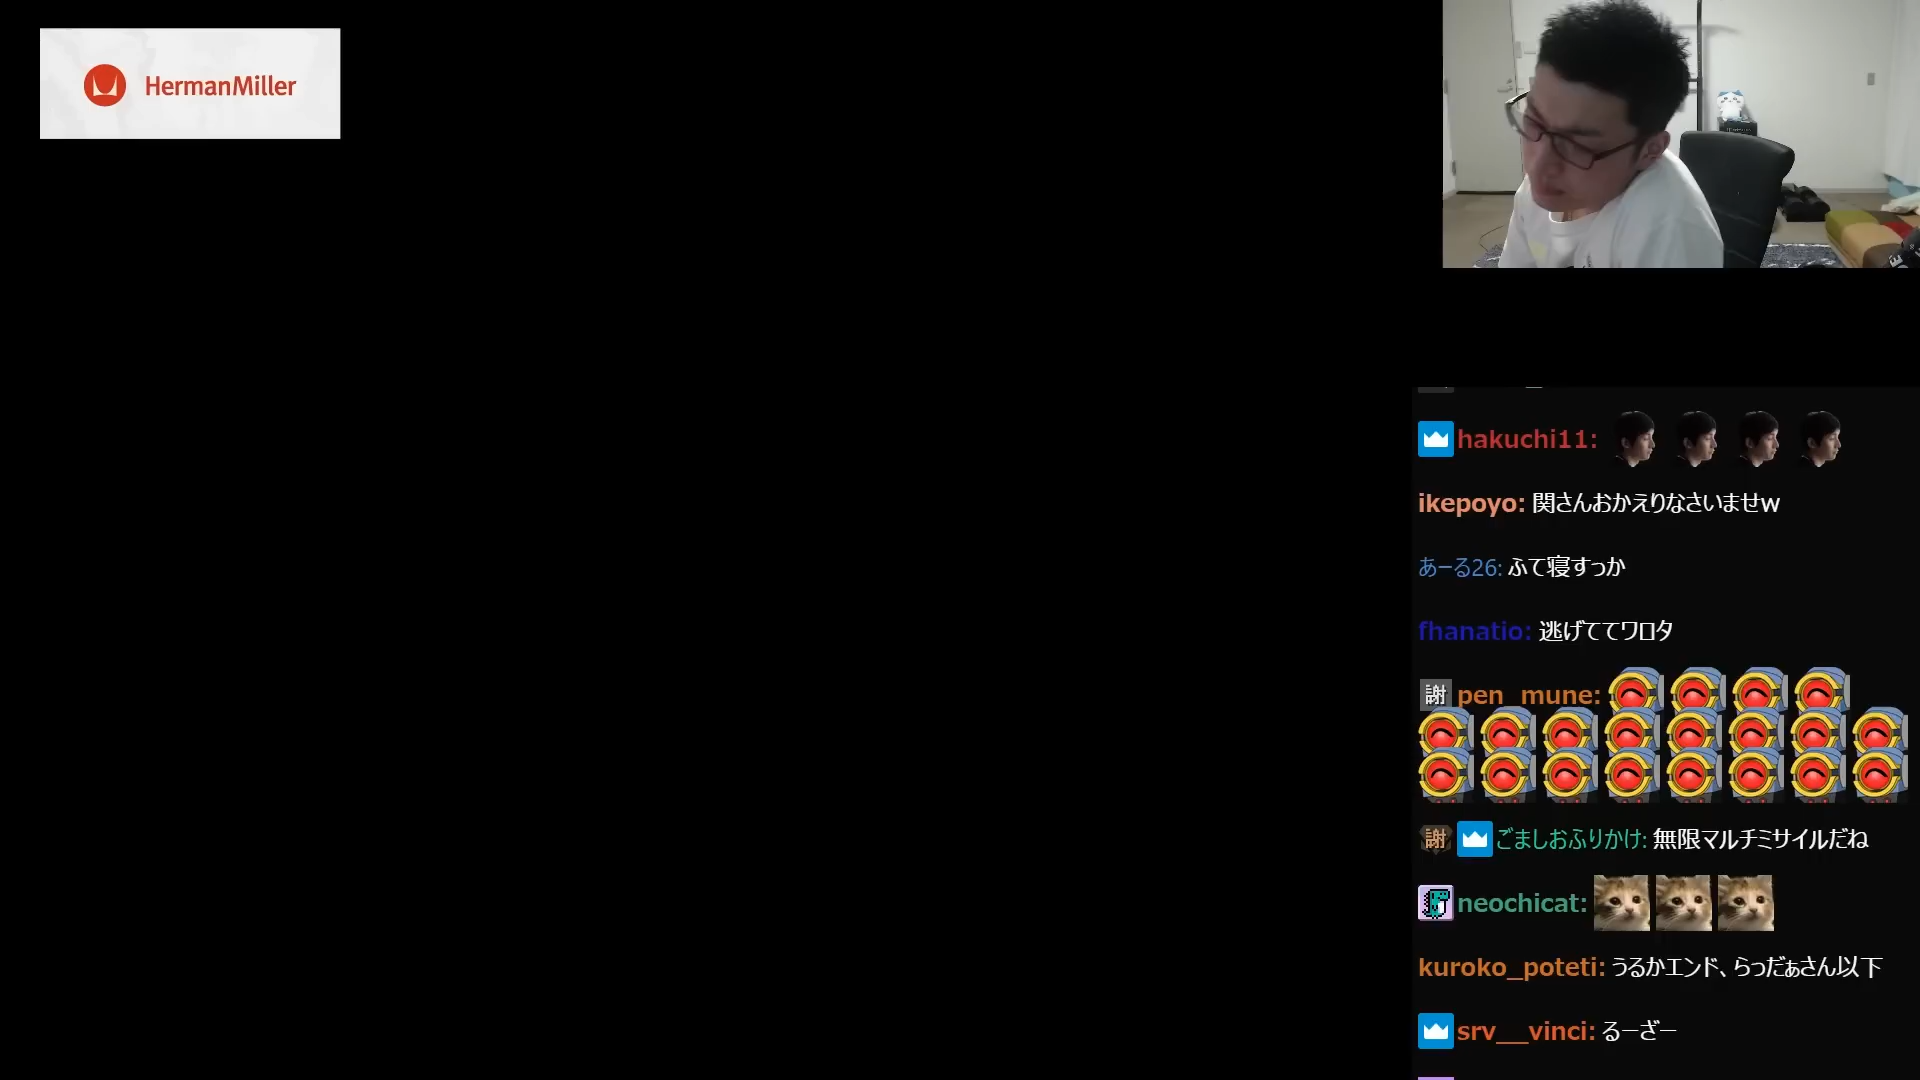 HermanMiller
hakuchi11:
ikepoyo: 関さんおかえりなさいませw
あーる26: ふて寝すっか
fhanatio: 逃げててワロタ
謝 pen_mune:
謝 ごましおふりかけ: 無限マルチミサイルだね
neochicat:
kuroko_poteti: うるかエンド、らっだぁさん以下
srv__vinci: るーざー